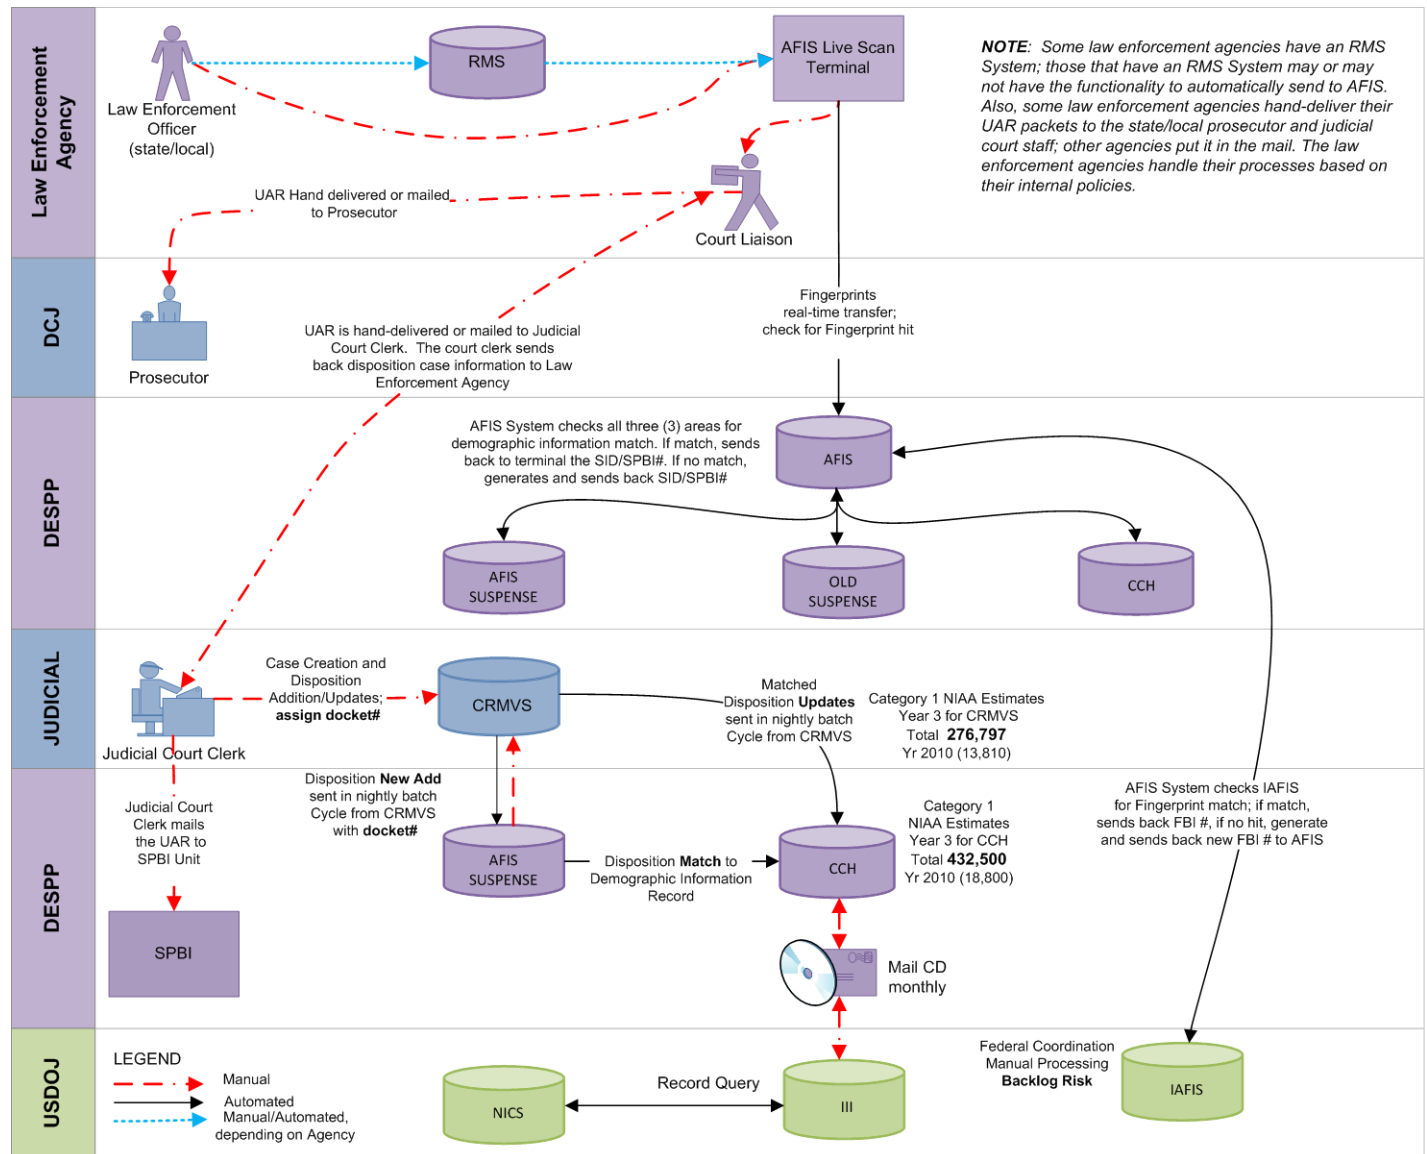 Law Enforcement
Agency
Law Enforcement
Officer
(state/local)
RMS
AFIS Live Scan
Terminal
NOTE:  Some law enforcement agencies have an RMS
System; those that have an RMS System may or may
not have the functionality to automatically send to AFIS.
Also, some law enforcement agencies hand-deliver their
UAR packets to the state/local prosecutor and judicial
court staff; other agencies put it in the mail. The law
enforcement agencies handle their processes based on
their internal policies.
UAR Hand delivered or mailed
to Prosecutor
Court Liaison
DCJ
Prosecutor
UAR is hand-delivered or mailed to Judicial
Court Clerk.  The court clerk sends
back disposition case information to Law
Enforcement Agency
Fingerprints
real-time transfer;
check for Fingerprint hit
DESPP
AFIS System checks all three (3) areas for
demographic information match. If match, sends
back to terminal the SID/SPBI#. If no match,
generates and sends back SID/SPBI#
AFIS
AFIS
SUSPENSE
OLD
SUSPENSE
CCH
JUDICIAL
Judicial Court Clerk
Case Creation and
Disposition
Addition/Updates;
assign docket#
CRMVS
Matched
Disposition Updates
sent in nightly batch
Cycle from CRMVS
Category 1 NIAA Estimates
Year 3 for CRMVS
Total 276,797
Yr 2010 (13,810)
DESPP
Judicial Court
Clerk mails
the UAR to
SPBI Unit
SPBI
Disposition New Add
sent in nightly batch
Cycle from CRMVS
with docket#
AFIS
SUSPENSE
Disposition Match to
Demographic Information
Record
CCH
Category 1
NIAA Estimates
Year 3 for CCH
Total 432,500
Yr 2010 (18,800)
AFIS System checks IAFIS
for Fingerprint match; if match,
sends back FBI #, if no hit, generate
and sends back new FBI # to AFIS
Mail CD
monthly
USDOJ
LEGEND
Manual
Automated
Manual/Automated,
depending on Agency
NICS
Record Query
III
Federal Coordination
Manual Processing
Backlog Risk
IAFIS